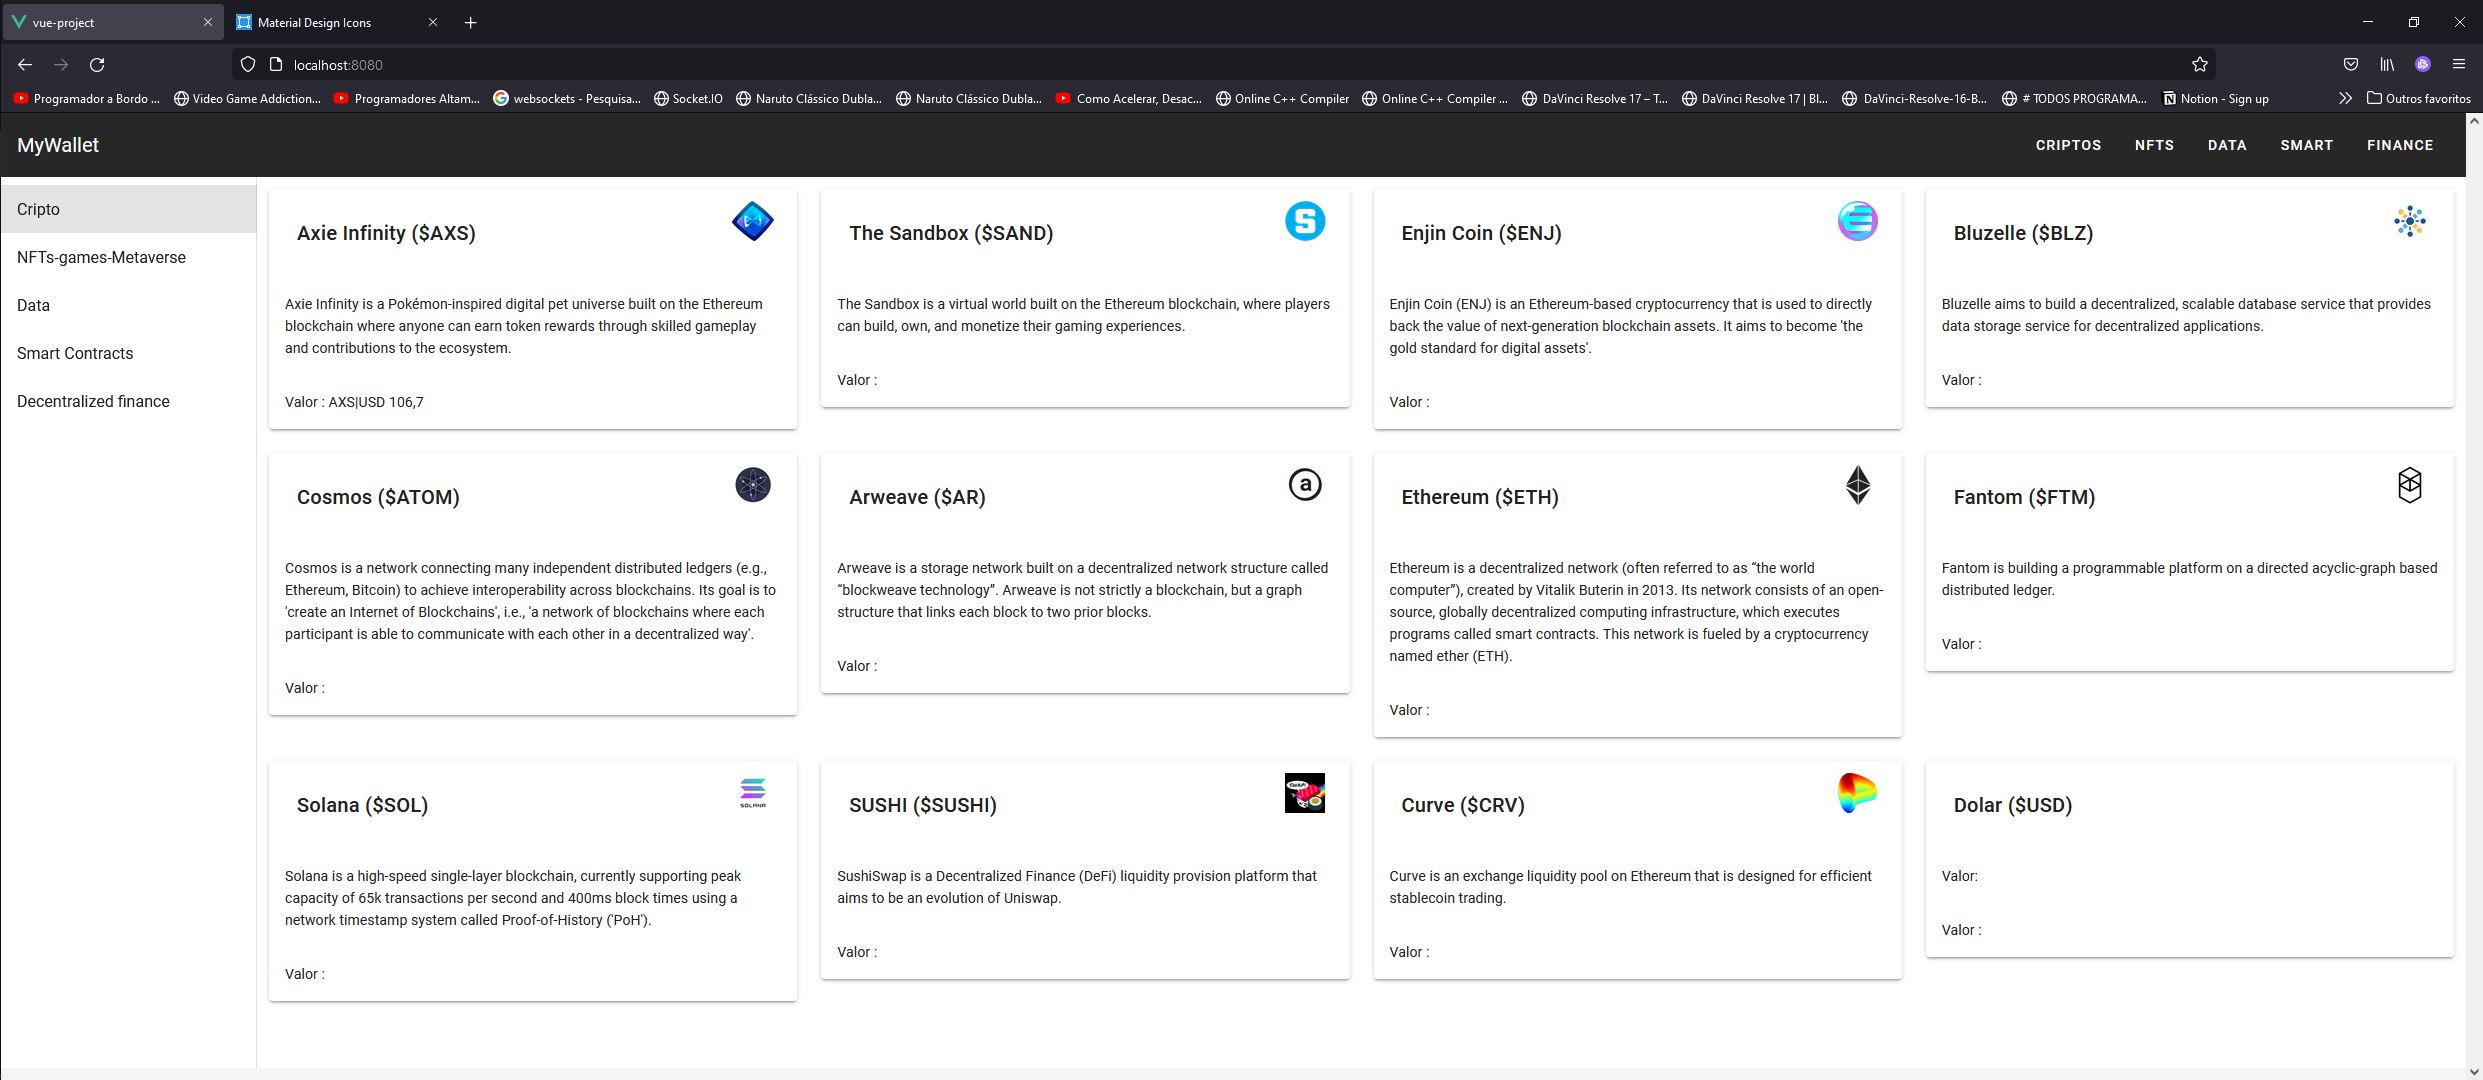 vue-project
Material Design Icons
localhost:8080
Programador a Bordo ...
Video Game Addiction...
Programadores Altam...
websockets - Pesquisa...
Socket.IO
Naruto Clássico Dubla...
Naruto Clássico Dubla...
Como Acelerar, Desac...
Online C++ Compiler
Online C++ Compiler ...
DaVinci Resolve 17 – T...
DaVinci Resolve 17 | Bl...
DaVinci-Resolve-16-B...
# TODOS PROGRAMA...
Notion - Sign up
Outros favoritos
MyWallet
CRIPTOS
NFTS
DATA
SMART
FINANCE
Cripto
NFTs-games-Metaverse
Data
Smart Contracts
Decentralized finance
Axie Infinity ($AXS)
Axie Infinity is a Pokémon-inspired digital pet universe built on the Ethereum
blockchain where anyone can earn token rewards through skilled gameplay
and contributions to the ecosystem.
Valor : AXS|USD 106,7
The Sandbox ($SAND)
The Sandbox is a virtual world built on the Ethereum blockchain, where players
can build, own, and monetize their gaming experiences.
Valor :
Enjin Coin ($ENJ)
Enjin Coin (ENJ) is an Ethereum-based cryptocurrency that is used to directly
back the value of next-generation blockchain assets. It aims to become 'the
gold standard for digital assets'.
Valor :
Bluzelle ($BLZ)
Bluzelle aims to build a decentralized, scalable database service that provides
data storage service for decentralized applications.
Valor :
Cosmos ($ATOM)
Cosmos is a network connecting many independent distributed ledgers (e.g.,
Ethereum, Bitcoin) to achieve interoperability across blockchains. Its goal is to
'create an Internet of Blockchains', i.e., 'a network of blockchains where each
participant is able to communicate with each other in a decentralized way'.
Valor :
Arweave ($AR)
a
Arweave is a storage network built on a decentralized network structure called
“blockweave technology”. Arweave is not strictly a blockchain, but a graph
structure that links each block to two prior blocks.
Valor :
Ethereum ($ETH)
Ethereum is a decentralized network (often referred to as “the world
computer”), created by Vitalik Buterin in 2013. Its network consists of an open-
source, globally decentralized computing infrastructure, which executes
programs called smart contracts. This network is fueled by a cryptocurrency
named ether (ETH).
Valor :
Fantom ($FTM)
Fantom is building a programmable platform on a directed acyclic-graph based
distributed ledger.
Valor :
Solana ($SOL)
SOLANA
Solana is a high-speed single-layer blockchain, currently supporting peak
capacity of 65k transactions per second and 400ms block times using a
network timestamp system called Proof-of-History ('PoH').
Valor :
SUSHI ($SUSHI)
SushiSwap is a Decentralized Finance (DeFi) liquidity provision platform that
aims to be an evolution of Uniswap.
Valor :
Curve ($CRV)
Curve is an exchange liquidity pool on Ethereum that is designed for efficient
stablecoin trading.
Valor :
Dolar ($USD)
Valor:
Valor :